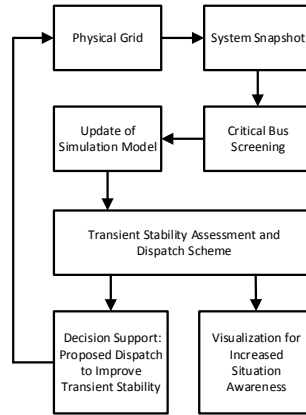 Physical Grid
System Snapshot
Update of
Simulation Model
Critical Bus
Screening
Transient Stability Assessment and
Dispatch Scheme
Decision Support:
Proposed Dispatch
to Improve
Transient Stability
Visualization for
Increased
Situation
Awareness